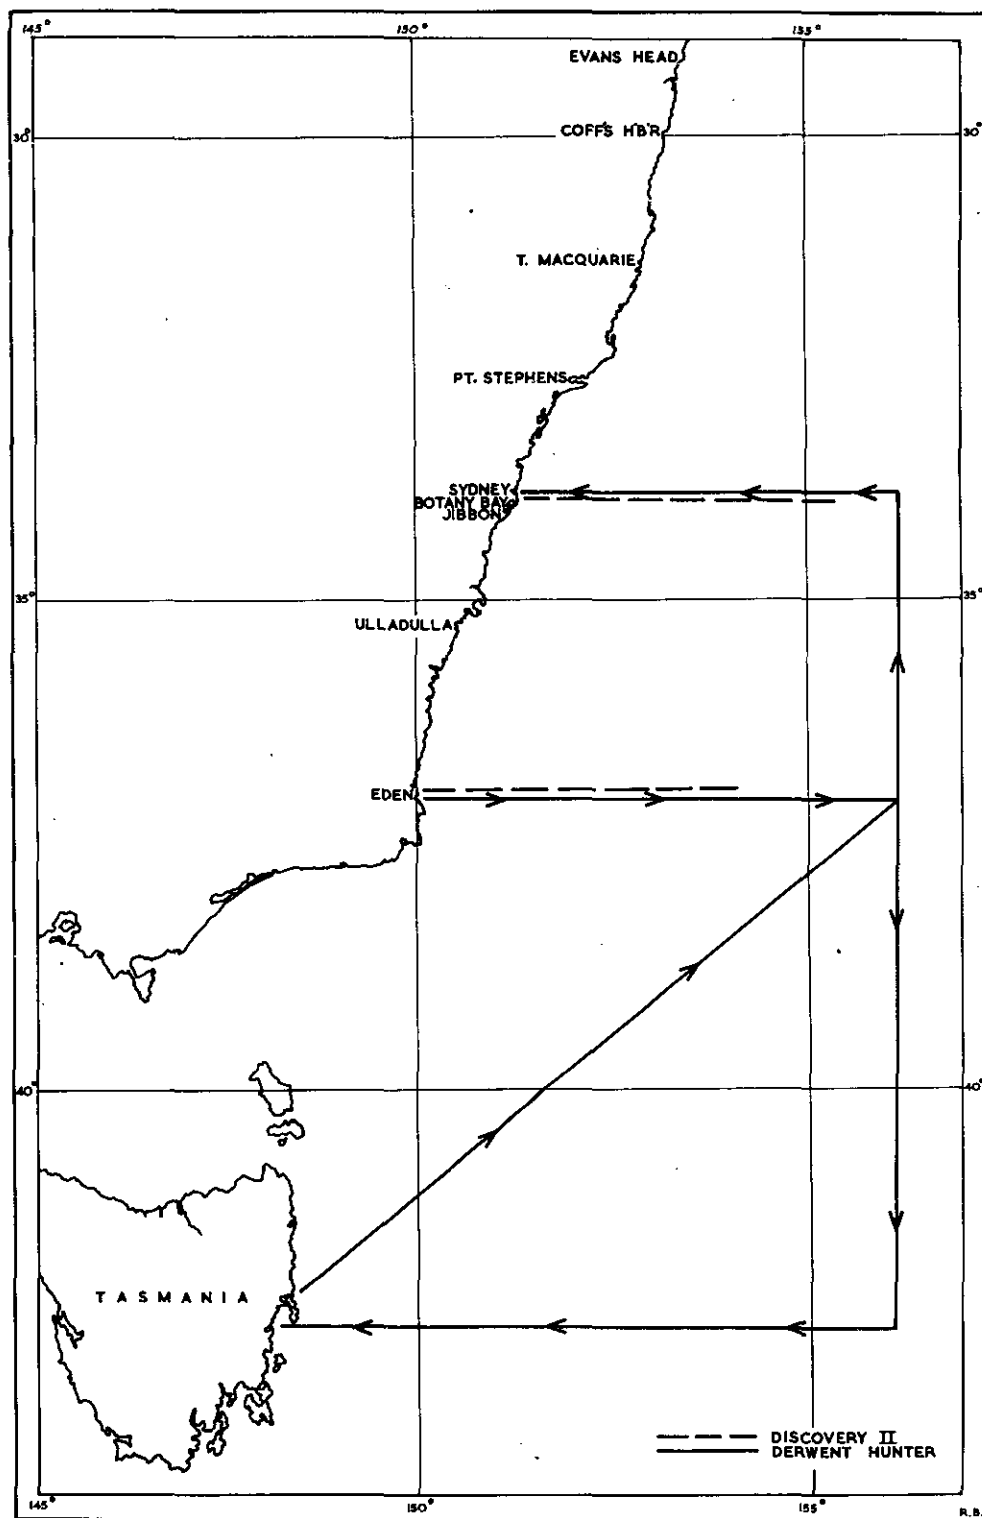 145° 150° 155°
EVANS HEAD
COFFS HB'R
30° 30°
T. MACQUARIE
PT. STEPHENS
SYDNEY
BOTANY BAY
JIBBON
35° 35°
ULLADULLA
EDEN
40° 40°
TASMANIA
DISCOVERY II
DERWENT HUNTER
145° 150° 155°
R.B.